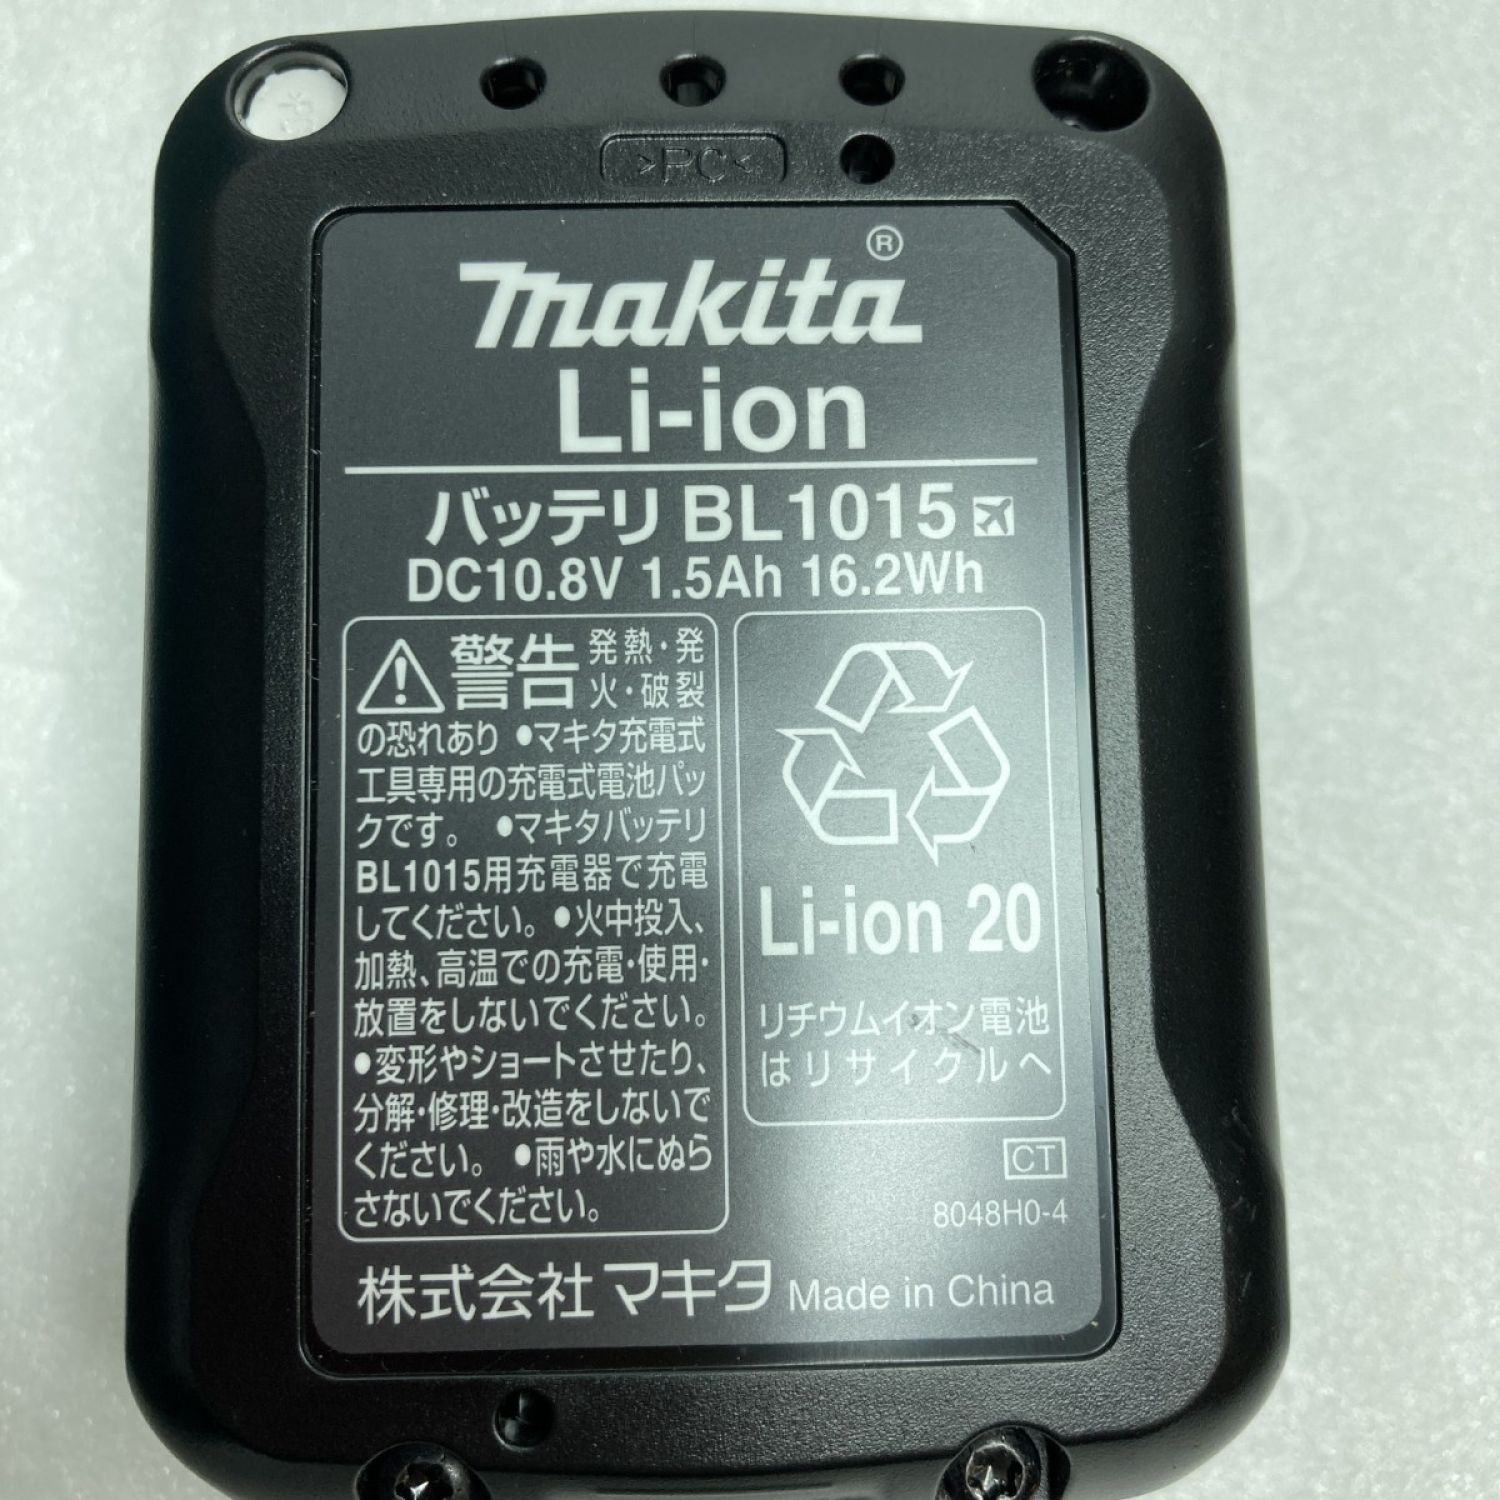 >PC<
makita®
Li-ion
バッテリ BL1015
DC10.8V 1.5Ah 16.2Wh
警告 発熱・発
火・破裂
の恐れあり ●マキタ充電式
工具専用の充電式電池パッ
クです。 ●マキタバッテリ
BL1015用充電器で充電
してください。●火中投入、
加熱、高温での充電・使用・
放置をしないでください。
●変形やショートさせたり、
分解・修理・改造をしないで
ください。 ●雨や水にぬら
さないでください。
Li-ion 20
リチウムイオン電池
はリサイクルへ
CT
8048H0-4
株式会社マキタ Made in China